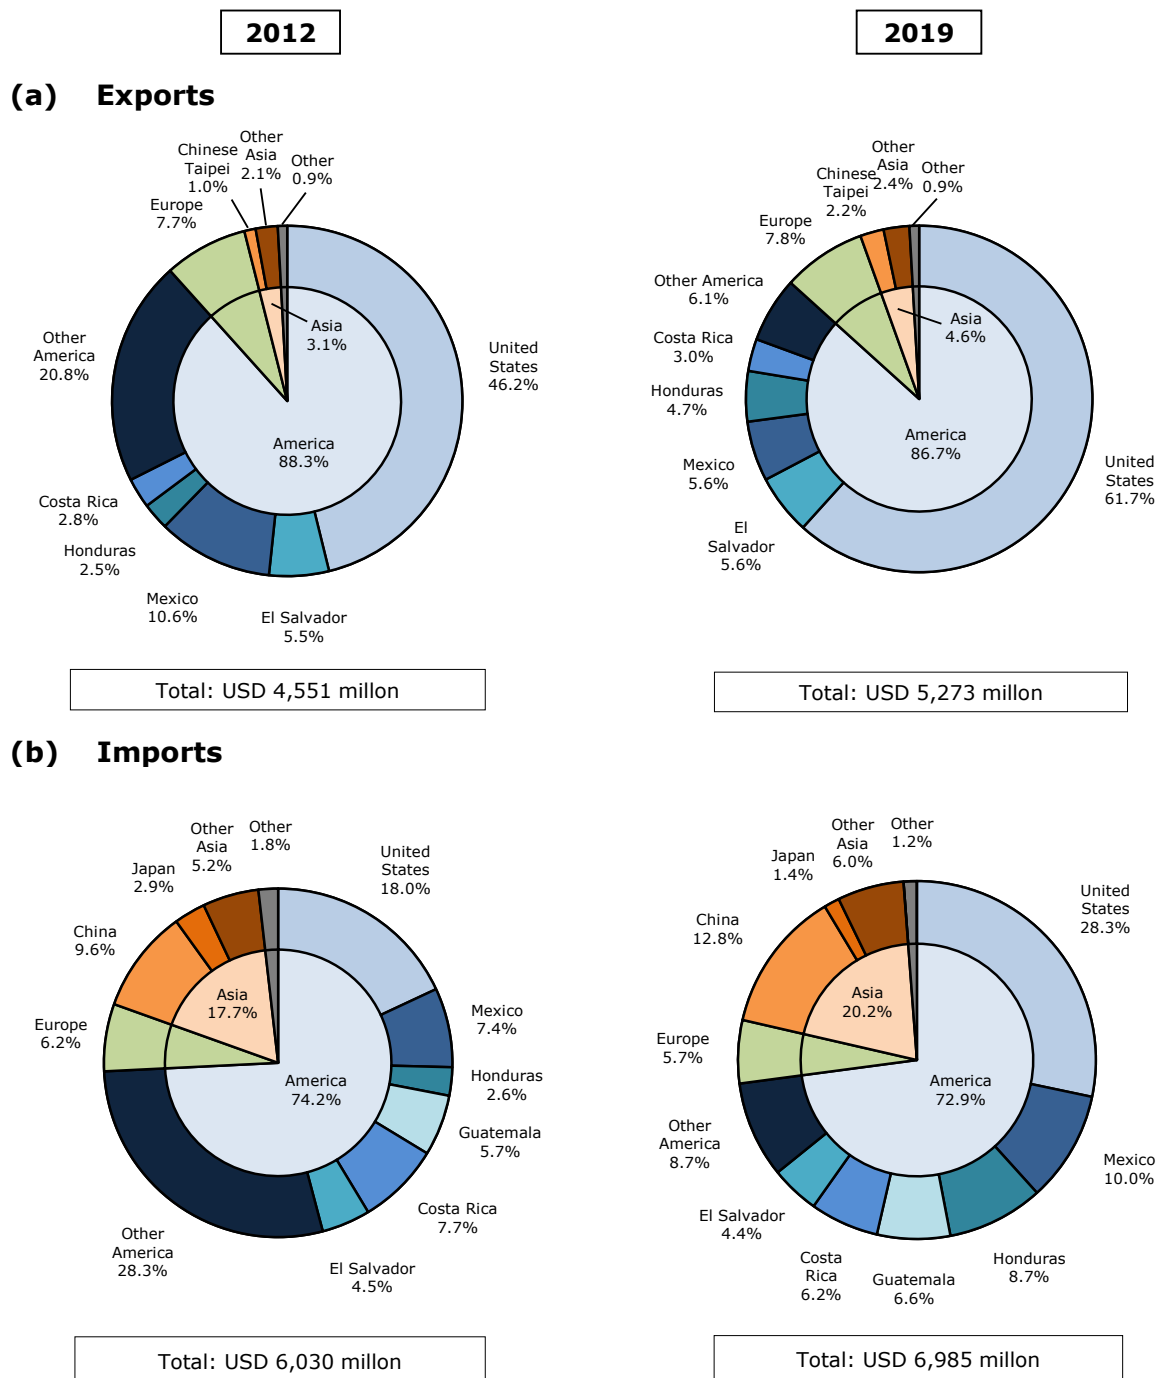 2012
2019
(a) Exports
Other
Asia
2.1%
Chinese
Taipei
1.0%
Other
0.9%
Europe
7.7%
Asia
3.1%
Other
America
20.8%
United
States
46.2%
America
88.3%
Costa Rica
2.8%
Honduras
2.5%
Mexico
10.6%
El Salvador
5.5%
Total: USD 4,551 millon
Other
Asia
2.4%
Chinese
Taipei
2.2%
Other
0.9%
Europe
7.8%
Other America
6.1%
Asia
4.6%
Costa Rica
3.0%
Honduras
4.7%
America
86.7%
Mexico
5.6%
United
States
61.7%
El
Salvador
5.6%
Total: USD 5,273 millon
(b) Imports
Other
Asia
5.2%
Other
1.8%
United
States
18.0%
Japan
2.9%
China
9.6%
Asia
17.7%
Mexico
7.4%
Europe
6.2%
Honduras
2.6%
America
74.2%
Guatemala
5.7%
Costa Rica
7.7%
Other
America
28.3%
El Salvador
4.5%
Total: USD 6,030 millon
Other
Asia
6.0%
Other
1.2%
Japan
1.4%
United
States
28.3%
China
12.8%
Asia
20.2%
Europe
5.7%
America
72.9%
Other
America
8.7%
Mexico
10.0%
El Salvador
4.4%
Costa
Rica
6.2%
Guatemala
6.6%
Honduras
8.7%
Total: USD 6,985 millon